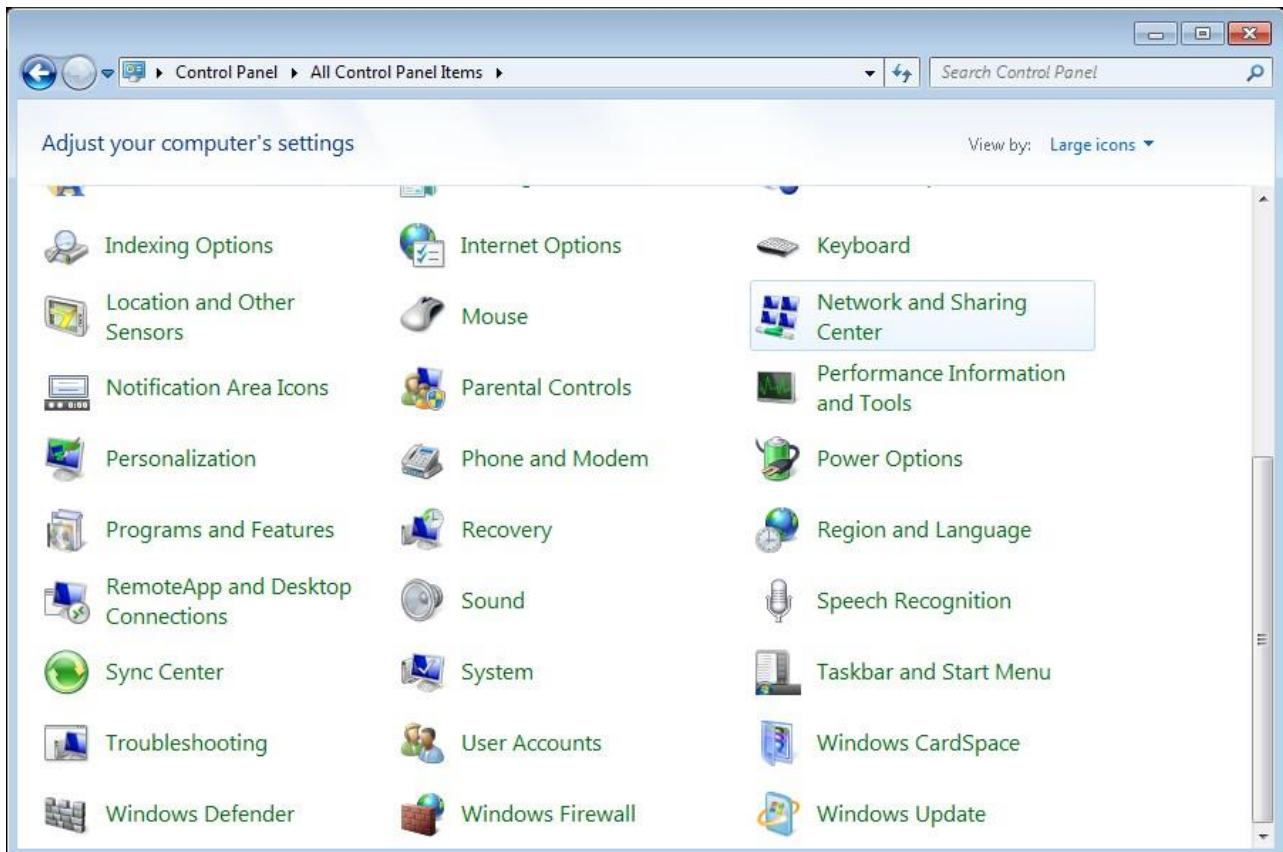 Control Panel ▸ All Control Panel Items ▸
Search Control Panel
Adjust your computer's settings
View by: Large icons
Indexing Options
Internet Options
Keyboard
Location and Other
Sensors
Mouse
Network and Sharing
Center
Notification Area Icons
Parental Controls
Performance Information
and Tools
Personalization
Phone and Modem
Power Options
Programs and Features
Recovery
Region and Language
RemoteApp and Desktop
Connections
Sound
Speech Recognition
Sync Center
System
Taskbar and Start Menu
Troubleshooting
User Accounts
Windows CardSpace
Windows Defender
Windows Firewall
Windows Update